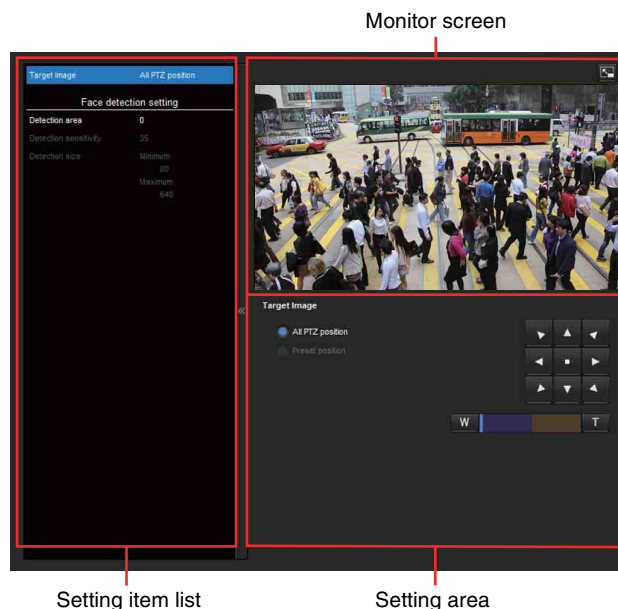 Monitor screen
Target Image All PTZ position
Face detection setting
Detection area 0
Detection sensitivity 35
Detection size Minimum
80
Maximum
640
«
Target Image
All PTZ position
Preset position
W T
Setting item list Setting area